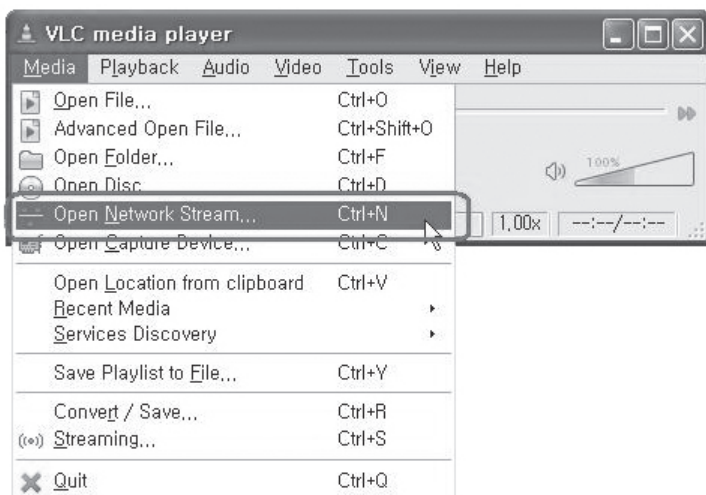 VLC media player
Media Playback Audio Video Tools View Help
Open File... Ctrl+O
Advanced Open File... Ctrl+Shift+O
Open Folder... Ctrl+F
100%
Open Disc Ctrl+D
Open Network Stream... Ctrl+N
1.00x --:--/--:--
Open Capture Device... Ctrl+C
Open Location from clipboard Ctrl+V
Recent Media
Services Discovery
Save Playlist to File... Ctrl+Y
Convert / Save... Ctrl+R
Streaming... Ctrl+S
Quit Ctrl+Q